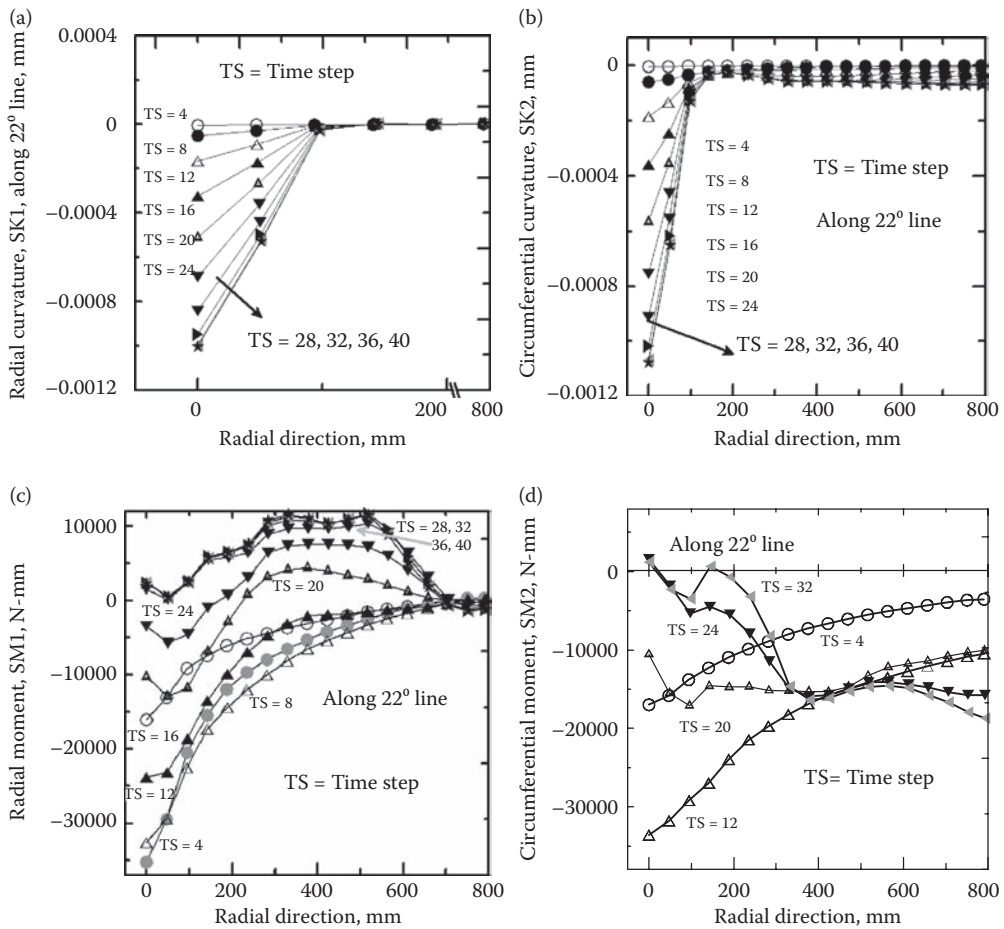 (a)
Radial curvature, SK1, along 22° line, mm
0.0004
0
−0.0004
−0.0008
−0.0012
TS = Time step
TS = 4
TS = 8
TS = 12
TS = 16
TS = 20
TS = 24
TS = 28, 32, 36, 40
0
100
200
800
Radial direction, mm
(b)
Circumferential curvature, SK2, mm
0
−0.0004
−0.0008
−0.0012
TS = 4
TS = 8
TS = 12
TS = 16
TS = 20
TS = 24
TS = Time step
Along 22° line
TS = 28, 32, 36, 40
0
200
400
600
800
Radial direction, mm
(c)
Radial moment, SM1, N-mm
10000
0
−10000
−20000
−30000
TS = 28, 32
36, 40
TS = 20
TS = 24
TS = 16
TS = 8
Along 22° line
TS = 12
TS = Time step
TS = 4
0
200
400
600
800
Radial direction, mm
(d)
Circumferential moment, SM2, N-mm
0
−10000
−20000
−30000
Along 22° line
TS = 32
TS = 24
TS = 4
TS = 20
TS= Time step
TS = 12
0
200
400
600
800
Radial direction, mm